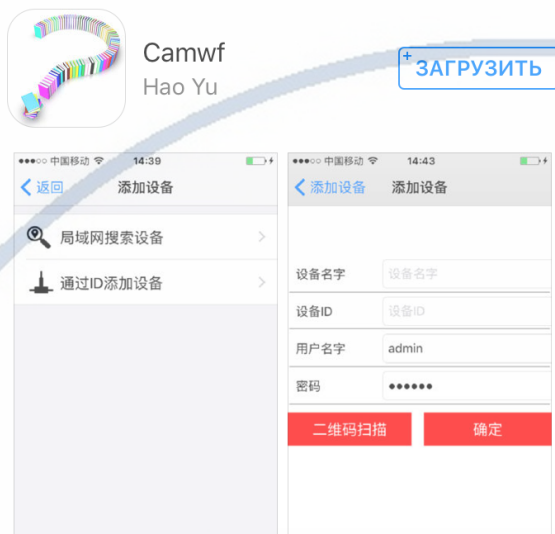 Camwf
Hao Yu
+ ЗАГРУЗИТЬ
中国移动 14:39
返回 添加设备
局域网搜索设备
通过ID添加设备
中国移动 14:43
添加设备 添加设备
设备名字 设备名字
设备ID 设备ID
用户名字 admin
密码 ●●●●●●
二维码扫描 确定